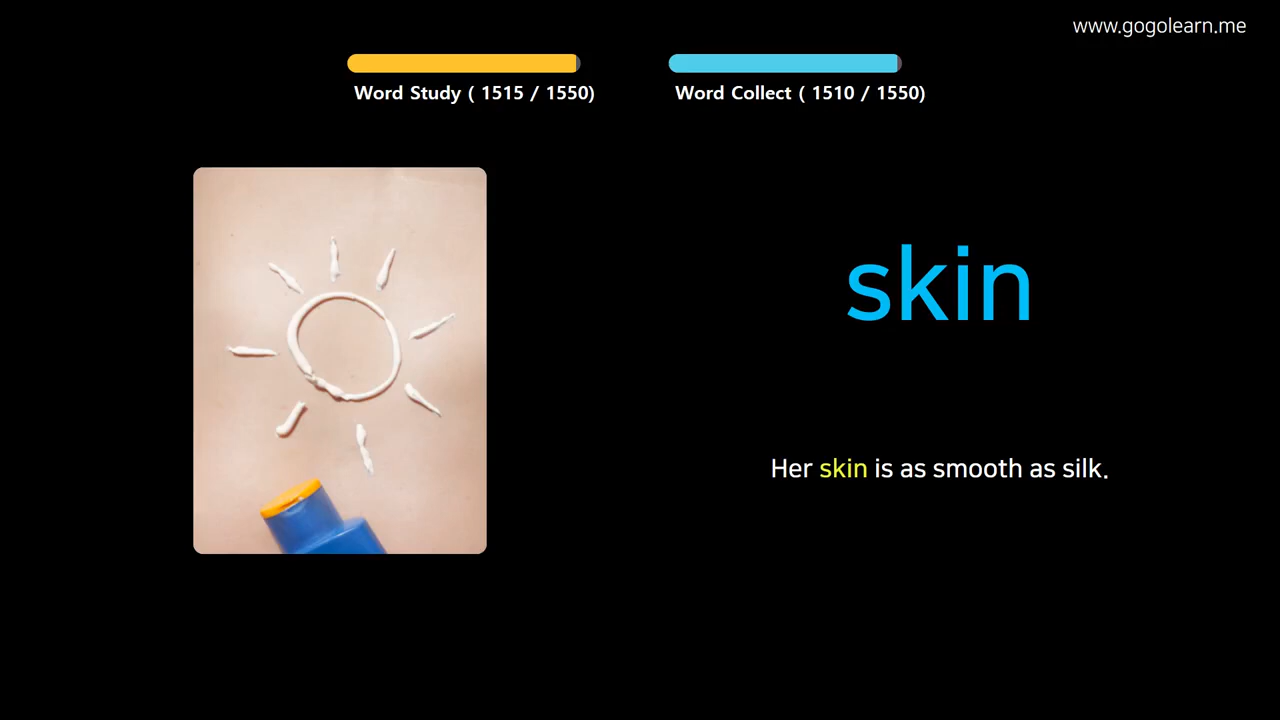 www.gogolearn.me
Word Study ( 1515 / 1550)
Word Collect ( 1510 / 1550)
skin
Her skin is as smooth as silk.